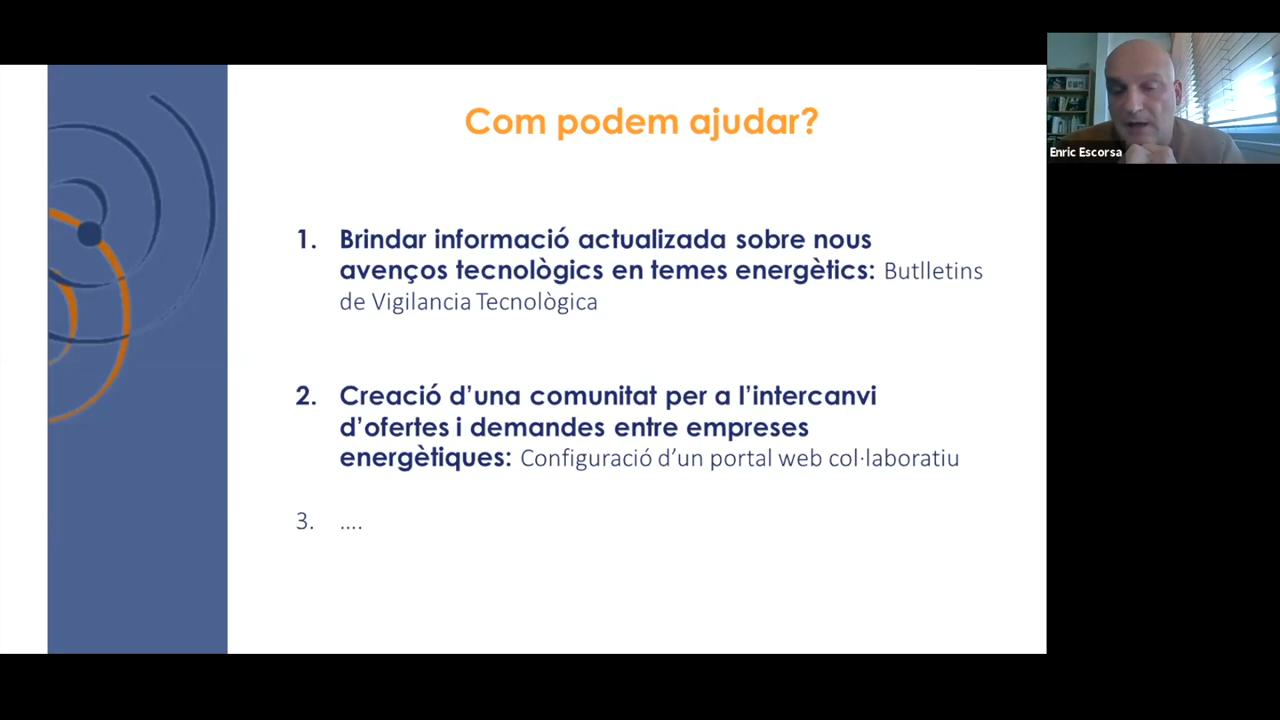 Com podem ajudar?
Enric Escorsa
1. Brindar informació actualizada sobre nous
avenços tecnològics en temes energètics: Butlletins
de Vigilancia Tecnològica
2. Creació d’una comunitat per a l’intercanvi
d’ofertes i demandes entre empreses
energètiques: Configuració d’un portal web col·laboratiu
3. ....